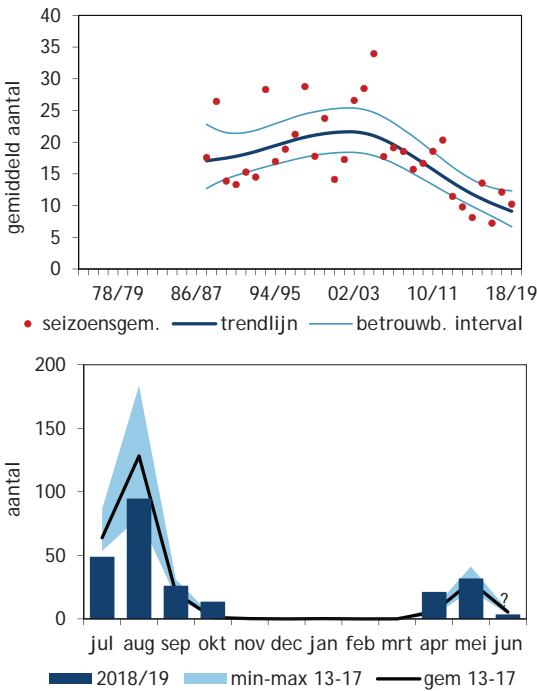 40
35
30
25
20
15
10
5
0
gemiddeld aantal
78/79 86/87 94/95 02/03 10/11 18/19
seizoensgem. trendlijn betrouwb. interval
200
150
100
50
0
aantal
?
jul aug sep okt nov dec jan feb mrt apr mei jun
2018/19 min-max 13-17 gem 13-17